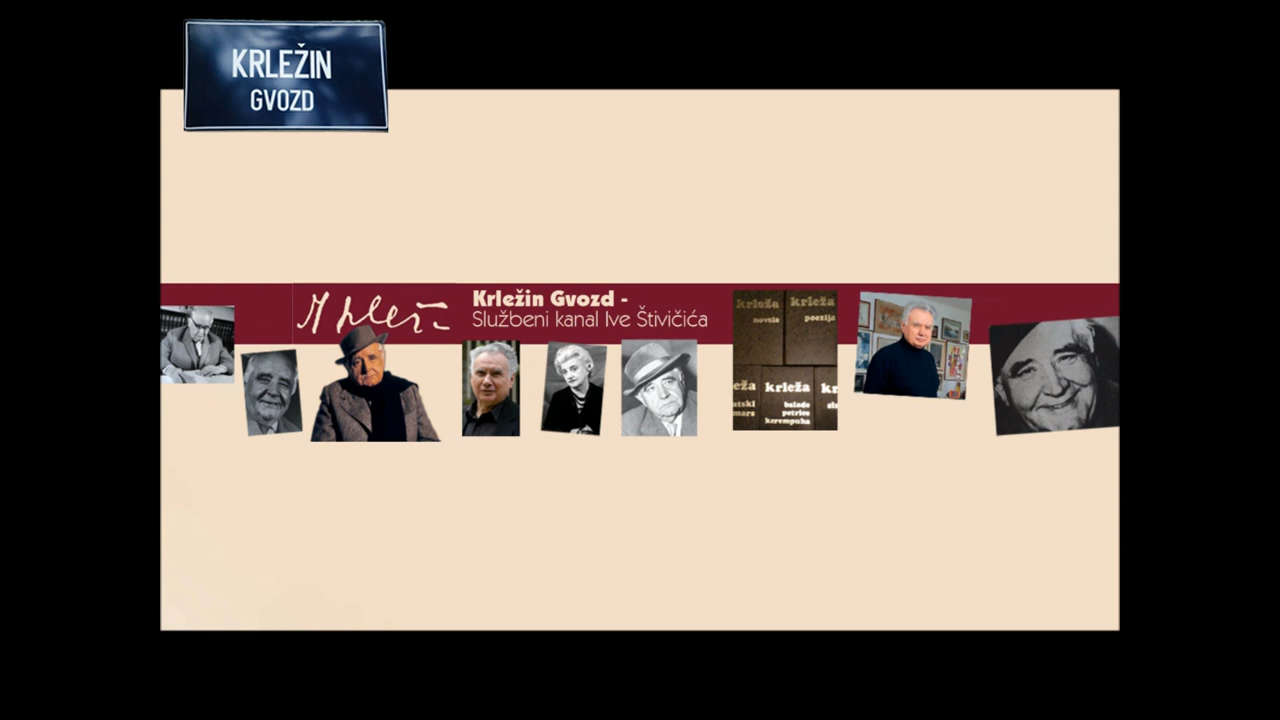 KRLEŽIN
GVOZD
Krležin Gvozd -
Službeni kanal Ive Štivičića
krleža
novele
krleža
poezija
krleža
balade
petrice
kerempuha